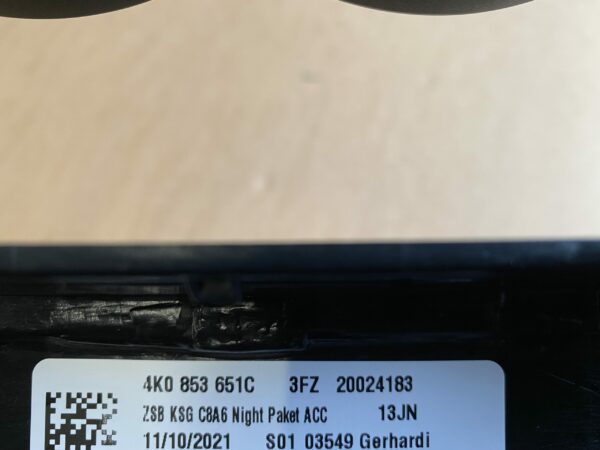 4K0 853 651C 3FZ 20024183
ZSB KSG C8A6 Night Paket ACC 13JN
11/10/2021 S01 03549 Gerhardi